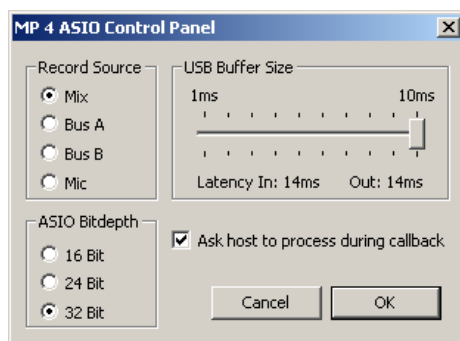 MP 4 ASIO Control Panel
Record Source
Mix
Bus A
Bus B
Mic
USB Buffer Size
1ms 10ms
Latency In: 14ms Out: 14ms
ASIO Bitdepth
16 Bit
24 Bit
32 Bit
Ask host to process during callback
Cancel OK